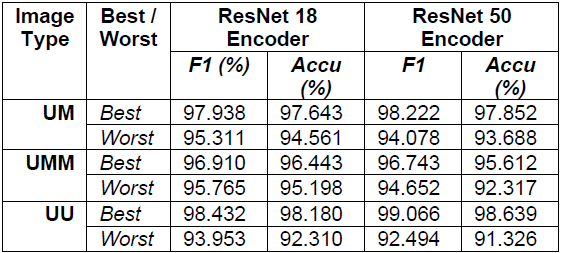 Image Type Best / Worst ResNet 18 Encoder ResNet 50 Encoder
F1 (%) Accu (%) F1 Accu (%)
UM Best 97.938 97.643 98.222 97.852
Worst 95.311 94.561 94.078 93.688
UMM Best 96.910 96.443 96.743 95.612
Worst 95.765 95.198 94.652 92.317
UU Best 98.432 98.180 99.066 98.639
Worst 93.953 92.310 92.494 91.326